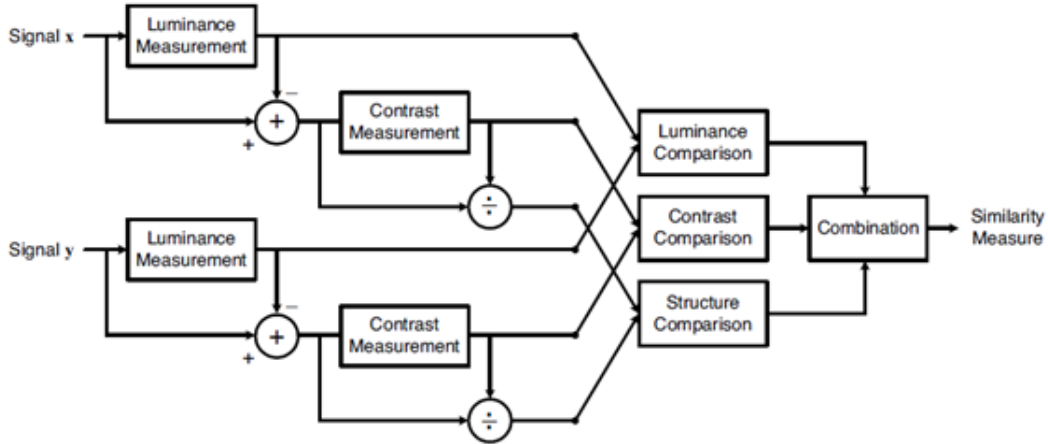 Signal x
Luminance
Measurement
−
+
+
Contrast
Measurement
÷
Signal y
Luminance
Measurement
−
+
+
Contrast
Measurement
÷
Luminance
Comparison
Contrast
Comparison
Structure
Comparison
Combination
Similarity
Measure